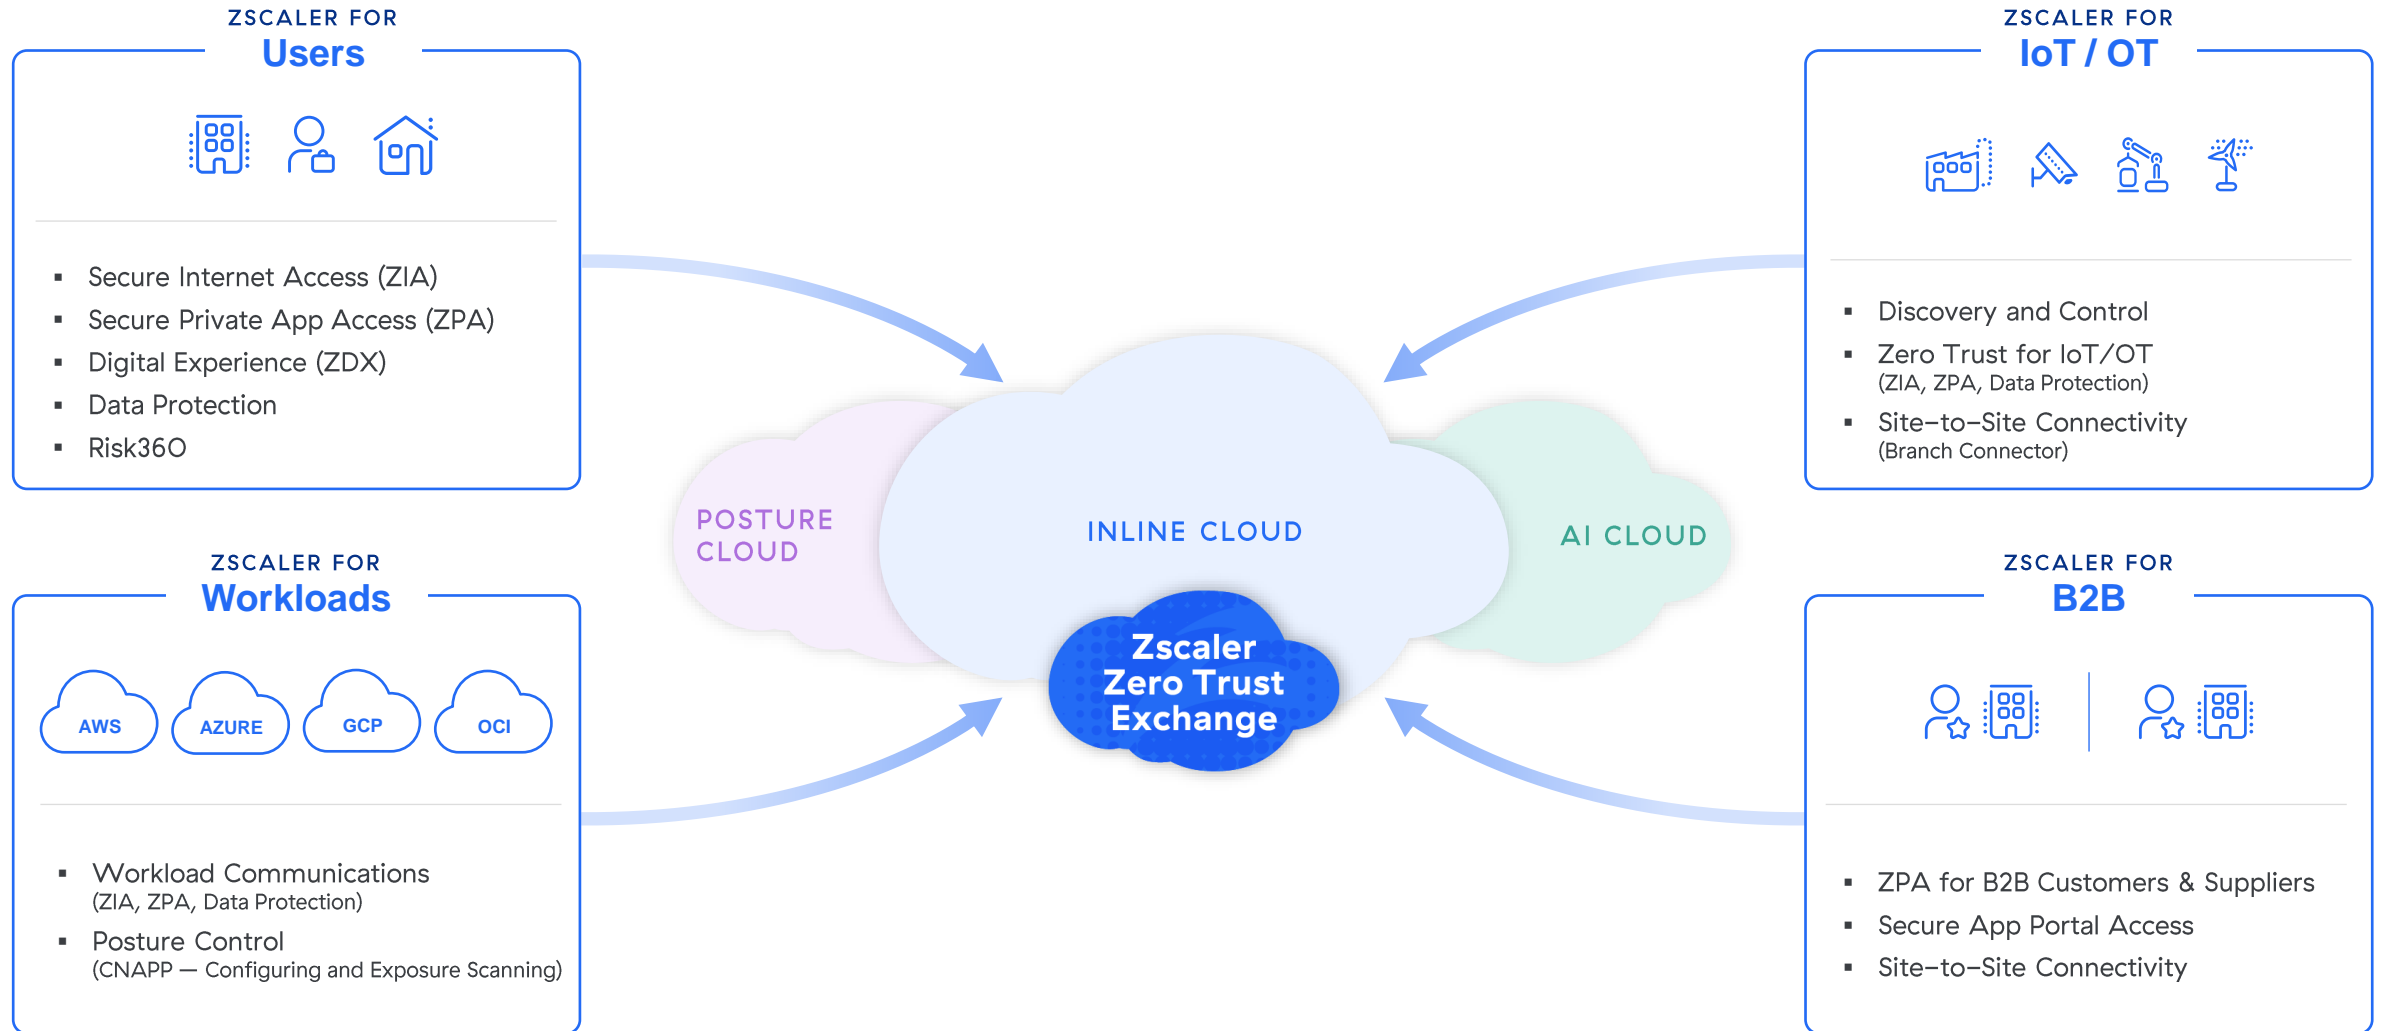 ZSCALER FOR
Users
Secure Internet Access (ZIA)
Secure Private App Access (ZPA)
Digital Experience (ZDX)
Data Protection
Risk360
ZSCALER FOR
IoT / OT
Discovery and Control
Zero Trust for IoT/OT
(ZIA, ZPA, Data Protection)
Site-to-Site Connectivity
(Branch Connector)
POSTURE
CLOUD
INLINE CLOUD
AI CLOUD
Zscaler
Zero Trust
Exchange
ZSCALER FOR
Workloads
AWS
AZURE
GCP
OCI
Workload Communications
(ZIA, ZPA, Data Protection)
Posture Control
(CNAPP — Configuring and Exposure Scanning)
ZSCALER FOR
B2B
ZPA for B2B Customers & Suppliers
Secure App Portal Access
Site-to-Site Connectivity